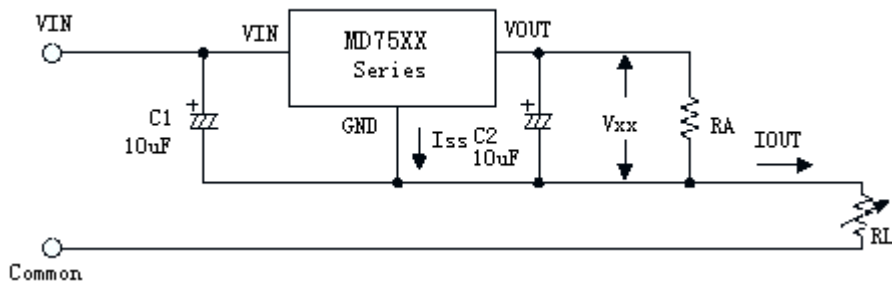 VIN
VIN
MD75XX
Series
VOUT
C1
10uF
+
GND
Iss
C2
10uF
+
Vxx
RA
IOUT
RL
Common